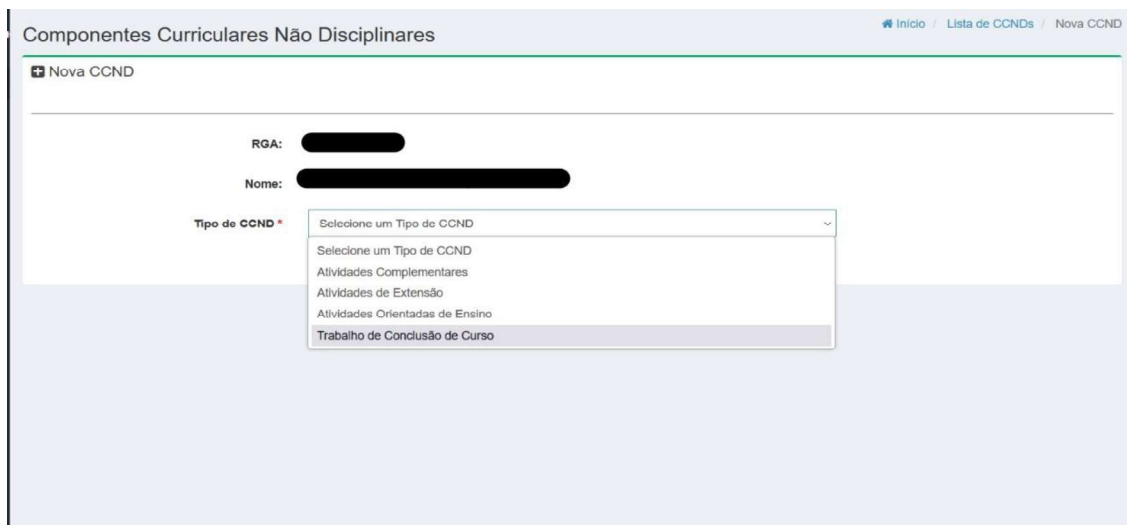 Componentes Curriculares Não Disciplinares
Início / Lista de CCNDs / Nova CCND
Nova CCND
RGA:
Nome:
Tipo de CCND * Selecione um Tipo de CCND
Selecione um Tipo de CCND
Atividades Complementares
Atividades de Extensão
Atividades Orientadas de Ensino
Trabalho de Conclusão de Curso